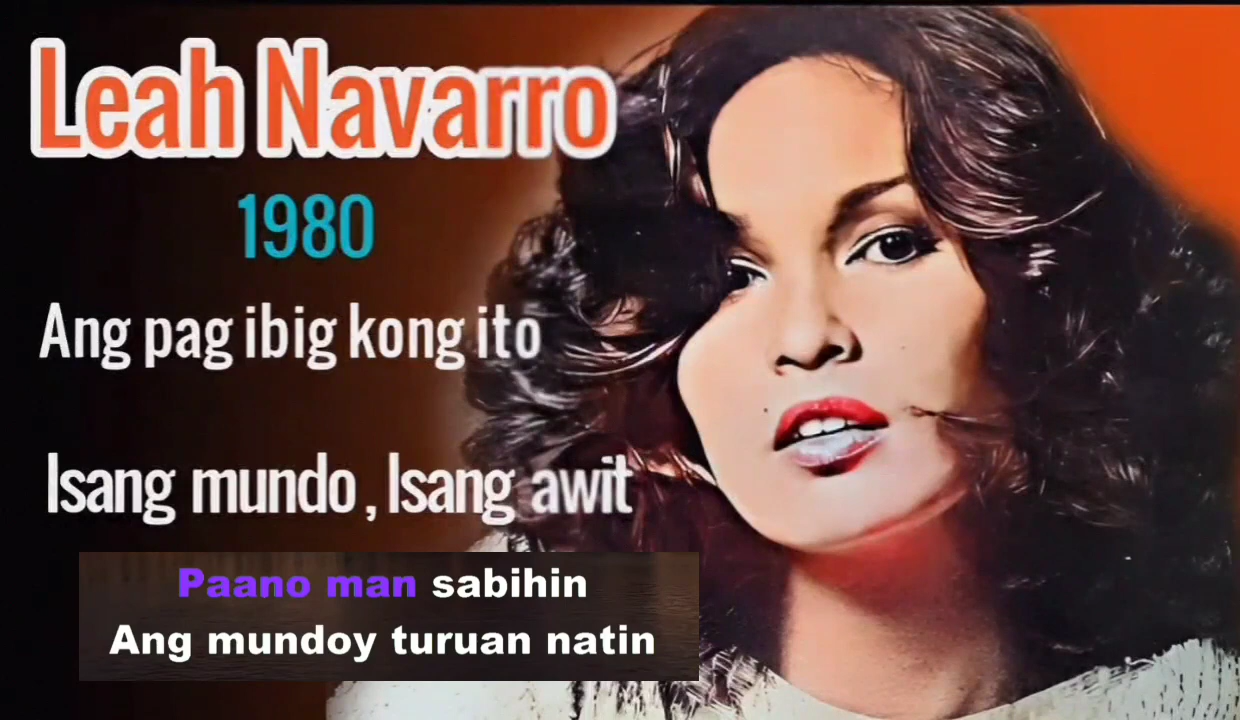 Leah Navarro
1980
Ang pag ibig kong ito
Isang mundo, Isang awit
Paano man sabihin
Ang mundoy turuan natin